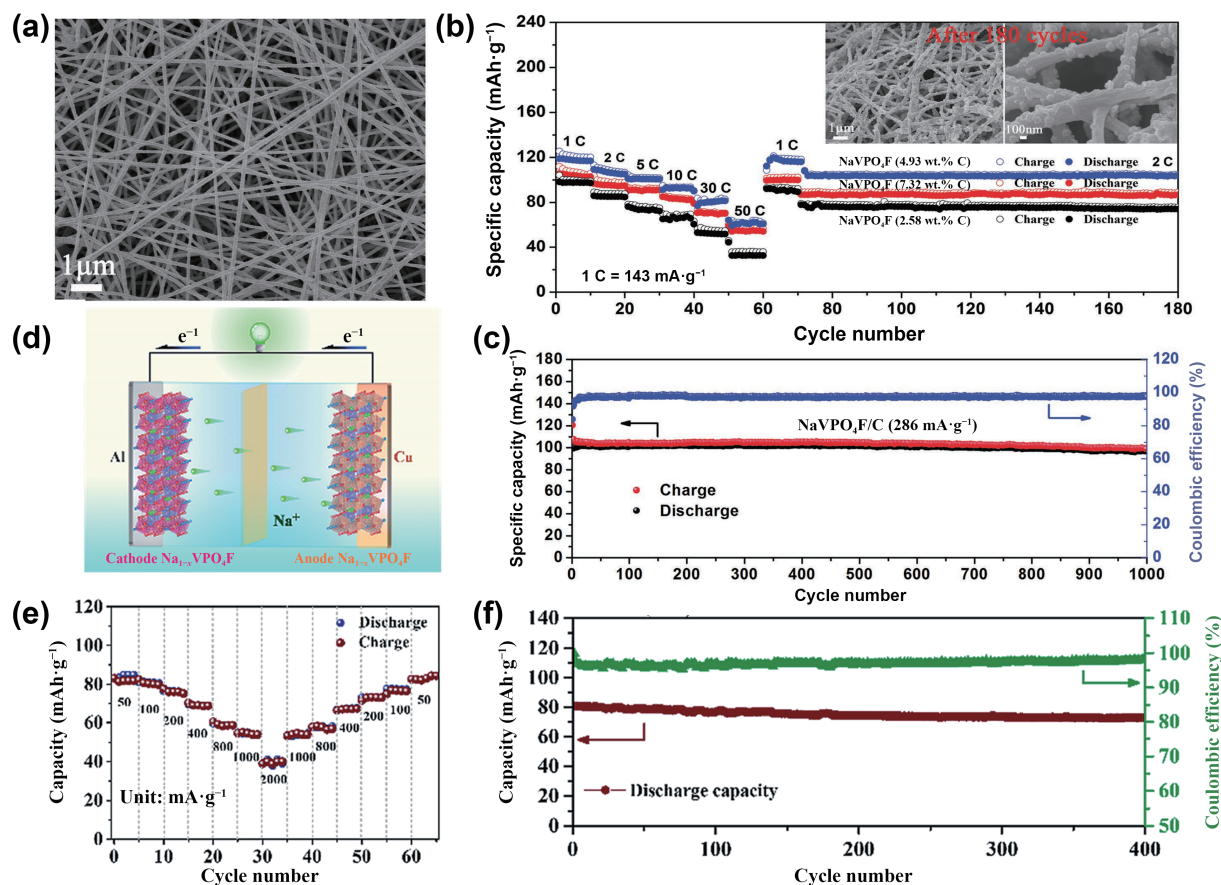 (a)
1μm
(b)
Specific capacity (mAh·g⁻¹)
240
200
160
120
80
40
0
After 180 cycles
1μm
100nm
1 C
2 C
5 C
10 C
30 C
50 C
1 C
NaVPO₄F (4.93 wt.% C) Charge Discharge 2 C
NaVPO₄F (7.32 wt.% C) Charge Discharge
NaVPO₄F (2.58 wt.% C) Charge Discharge
1 C = 143 mA·g⁻¹
0 20 40 60 80 100 120 140 160 180
Cycle number
(d)
e⁻¹
e⁻¹
Al
Cu
Na⁺
Cathode Na₁₋ₓVPO₄F
Anode Na₁₋ₓVPO₄F
(c)
Specific capacity (mAh·g⁻¹)
180
160
140
120
100
80
60
40
20
0
NaVPO₄F/C (286 mA·g⁻¹)
Charge
Discharge
120
100
80
60
40
20
0
Coulombic efficiency (%)
0 100 200 300 400 500 600 700 800 900 1000
Cycle number
(e)
Capacity (mAh·g⁻¹)
120
100
80
60
40
20
0
Discharge
Charge
50
100
200
400
800
1000
2000
1000
800
400
200
100
50
Unit: mA·g⁻¹
0 10 20 30 40 50 60
Cycle number
(f)
Capacity (mAh·g⁻¹)
140
120
100
80
60
40
20
0
Discharge capacity
110
100
95
90
80
70
60
50
Coulombic efficiency (%)
0 100 200 300 400
Cycle number